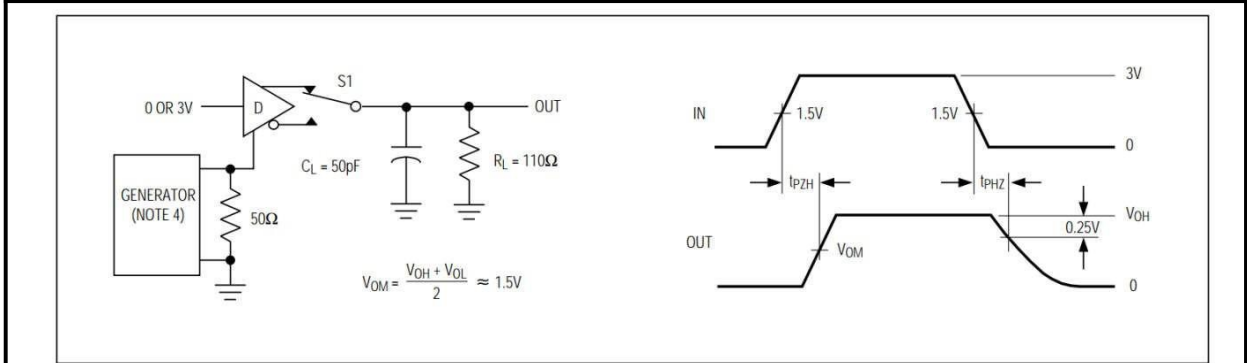 S1
0 OR 3V
D
OUT
C_L = 50pF
R_L = 110Ω
GENERATOR
(NOTE 4)
50Ω
V_OM = V_OH + V_OL / 2 ≈ 1.5V
3V
IN
1.5V
1.5V
0
t_PZH
t_PHZ
V_OH
0.25V
OUT
V_OM
0